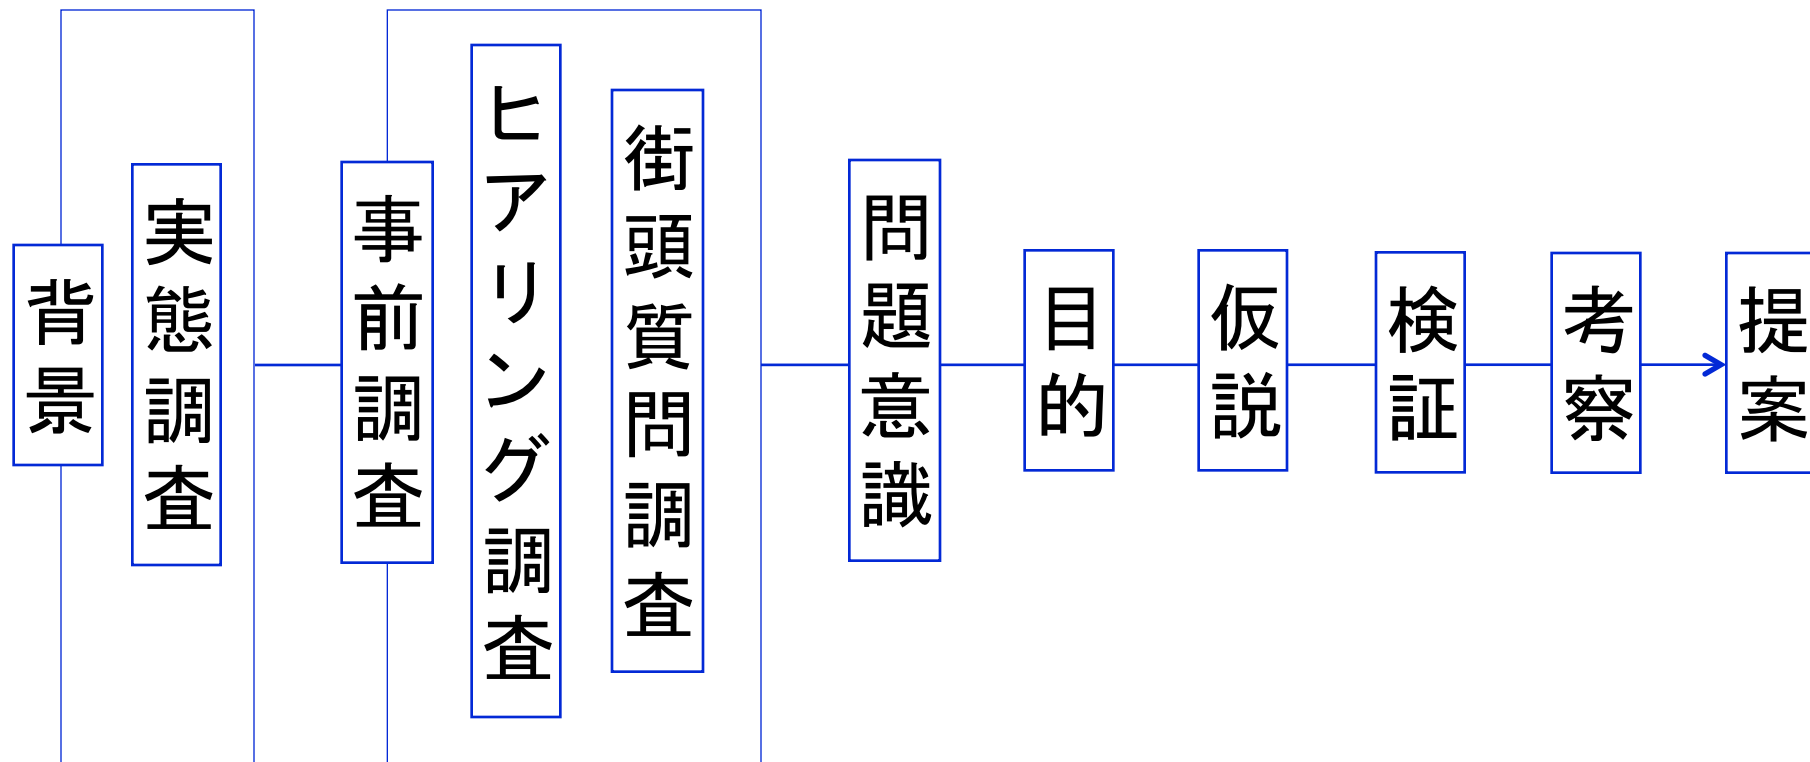 背景
実態調査
事前調査
ヒアリング調査
街頭質問調査
問題意識
目的
仮説
検証
考察
提案